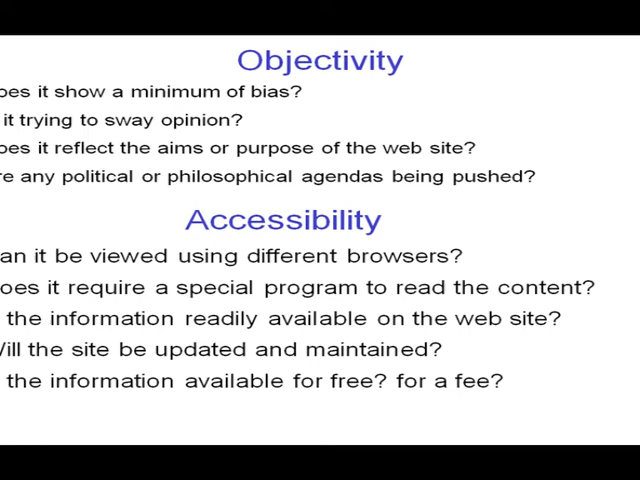 Objectivity
oes it show a minimum of bias?
it trying to sway opinion?
oes it reflect the aims or purpose of the web site?
re any political or philosophical agendas being pushed?
Accessibility
an it be viewed using different browsers?
oes it require a special program to read the content?
the information readily available on the web site?
Will the site be updated and maintained?
the information available for free? for a fee?